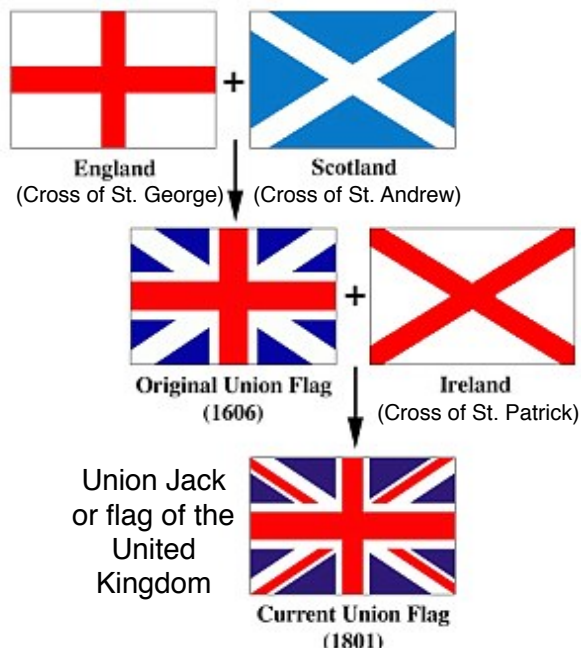 +
England
(Cross of St. George)
Scotland
(Cross of St. Andrew)
+
Original Union Flag
(1606)
Ireland
(Cross of St. Patrick)
Union Jack
or flag of the
United
Kingdom
Current Union Flag
(1801)